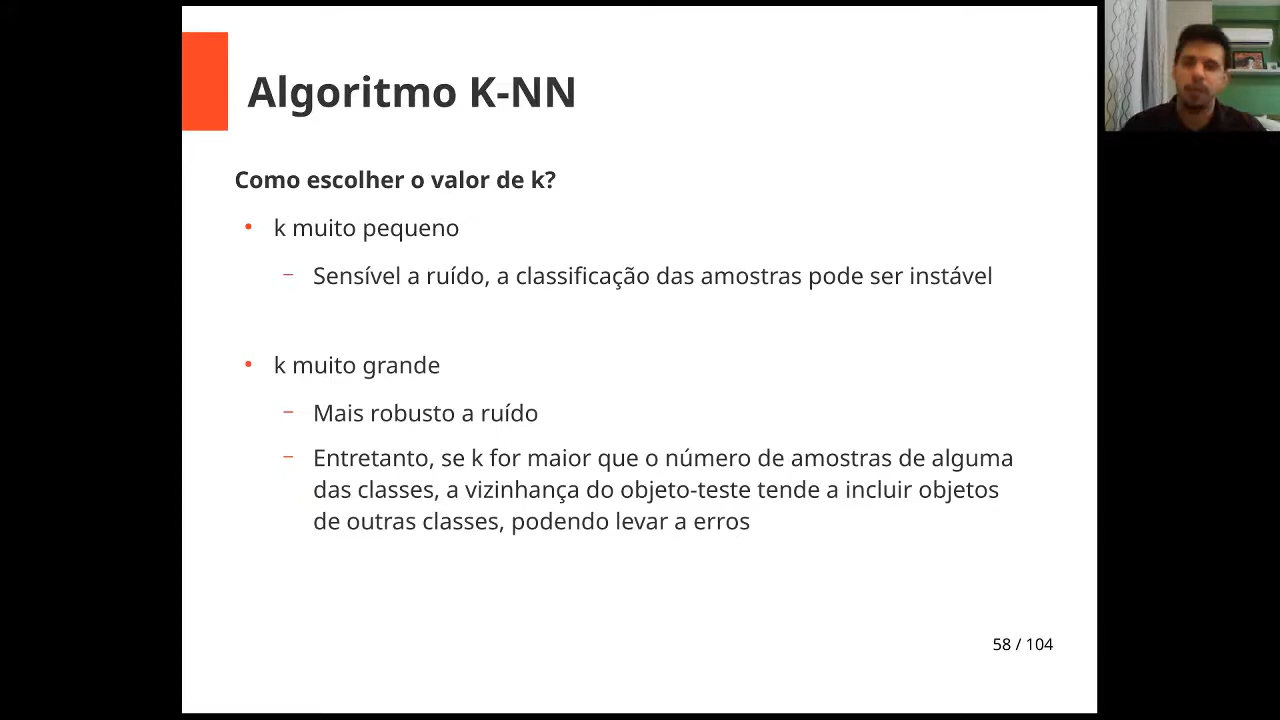 Algoritmo K-NN
Como escolher o valor de k?
• k muito pequeno
– Sensível a ruído, a classificação das amostras pode ser instável
• k muito grande
– Mais robusto a ruído
– Entretanto, se k for maior que o número de amostras de alguma
das classes, a vizinhança do objeto-teste tende a incluir objetos
de outras classes, podendo levar a erros
58 / 104